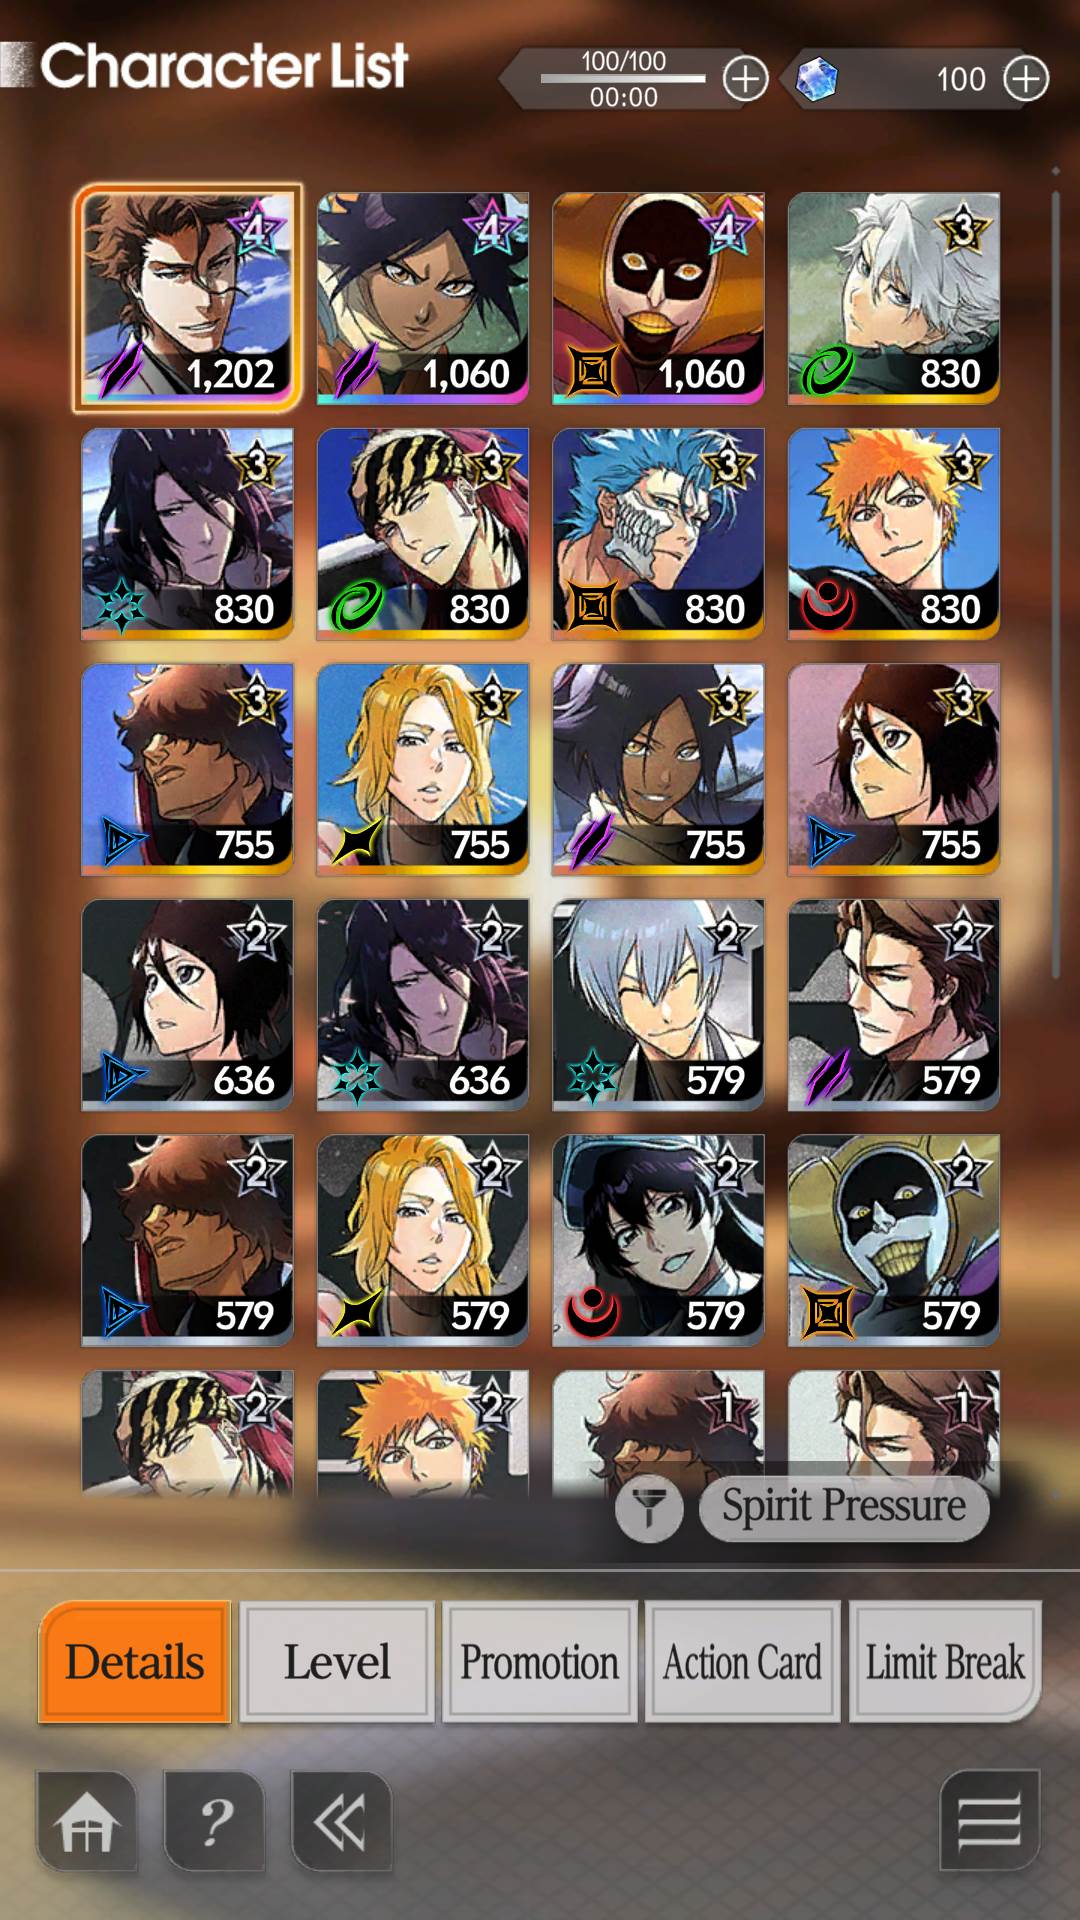 Character List
100/100
00:00
100
4 4 4 3
1,202 1,060 1,060 830
3 3 3 3
830 830 830 830
3 3 3 3
755 755 755 755
2 2 2 2
636 636 579 579
2 2 2 2
579 579 579 579
2 2 1 1
Spirit Pressure
Details Level Promotion Action Card Limit Break
?